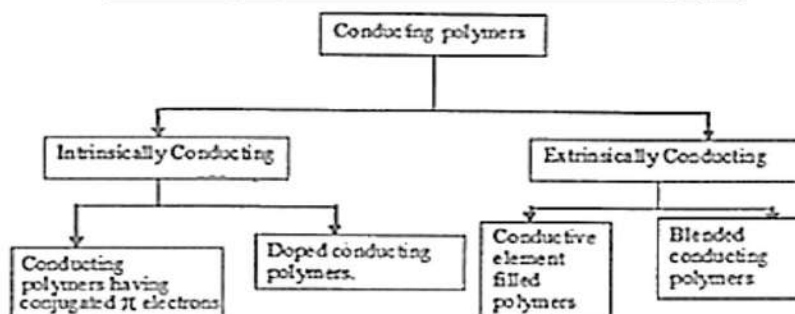 Conducting polymers
Intrinsically Conducting
Extrinsically Conducting
Conducting
polymers having
conjugated π electrons
Doped conducting
polymers.
Conductive
element
filled
polymers
Blended
conducting
polymers